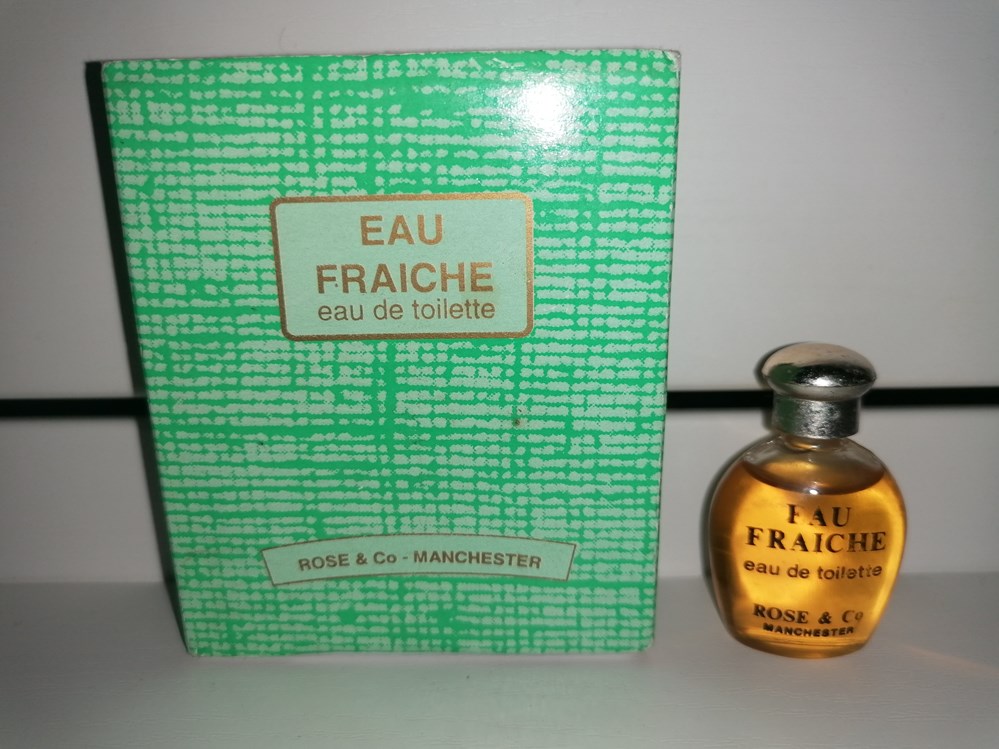 EAU
FRAICHE
eau de toilette
ROSE & Co - MANCHESTER
EAU
FRAICHE
eau de toilette
ROSE & Co
MANCHESTER